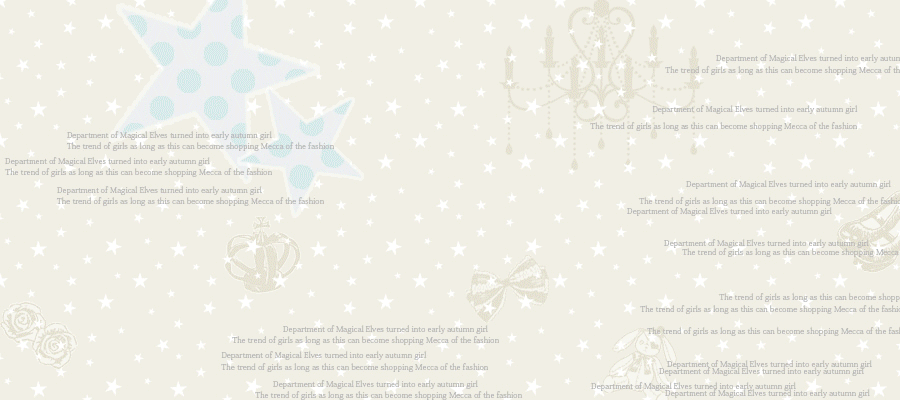 Department of Magical Elves turned into early autumn girl
The trend of girls as long as this can become shopping Mecca of the fashion
Department of Magical Elves turned into early autumn girl
The trend of girls as long as this can become shopping Mecca of the fashion
Department of Magical Elves turned into early autumn girl
The trend of girls as long as this can become shopping Mecca of the fashion
Department of Magical Elves turned into early autumn girl
The trend of girls as long as this can become shopping Mecca of the fashion
Department of Magical Elves turned into early autumn girl
The trend of girls as long as this can become shopping Mecca of the fashion
Department of Magical Elves turned into early autumn girl
The trend of girls as long as this can become shopping Mecca of the fashion
Department of Magical Elves turned into early autun
The trend of girls as long as this can become shopping Mecca of th
Department of Magical Elves turned into early autumn girl
The trend of girls as long as this can become shopping Mecca of the fashion
Department of Magical Elves turned into early autumn girl
The trend of girls as long as this can become shopping Mecca of the fashio
Department of Magical Elves turned into early autumn girl
Department of Magical Elves turned into early autumn girl
The trend of girls as long as this can become shopping Mecca
The trend of girls as long as this can become shopp
The trend of girls as long as this can become shopping Mecca of the fashi
The trend of girls as long as this can become shopping Mecca of the fas
Department of Magical Elves turned into early autumn girl
Department of Magical Elves turned into early autumn girl
Department of Magical Elves turned into early autumn girl
Department of Magical Elves turned into early autumn girl